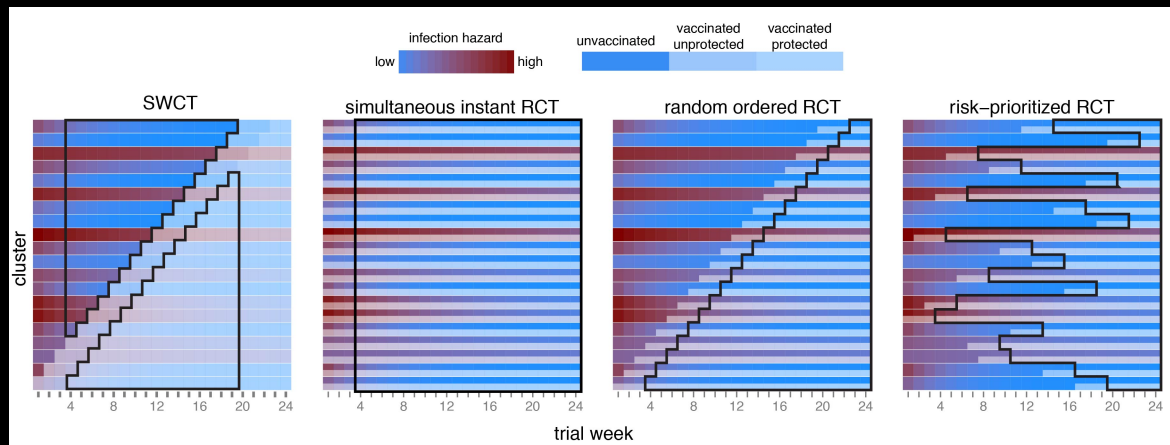 infection hazard
low high
unvaccinated
vaccinated
unprotected
vaccinated
protected
SWCT
simultaneous instant RCT
random ordered RCT
risk-prioritized RCT
cluster
4 8 12 16 20 24
4 8 12 16 20 24
4 8 12 16 20 24
4 8 12 16 20 24
trial week